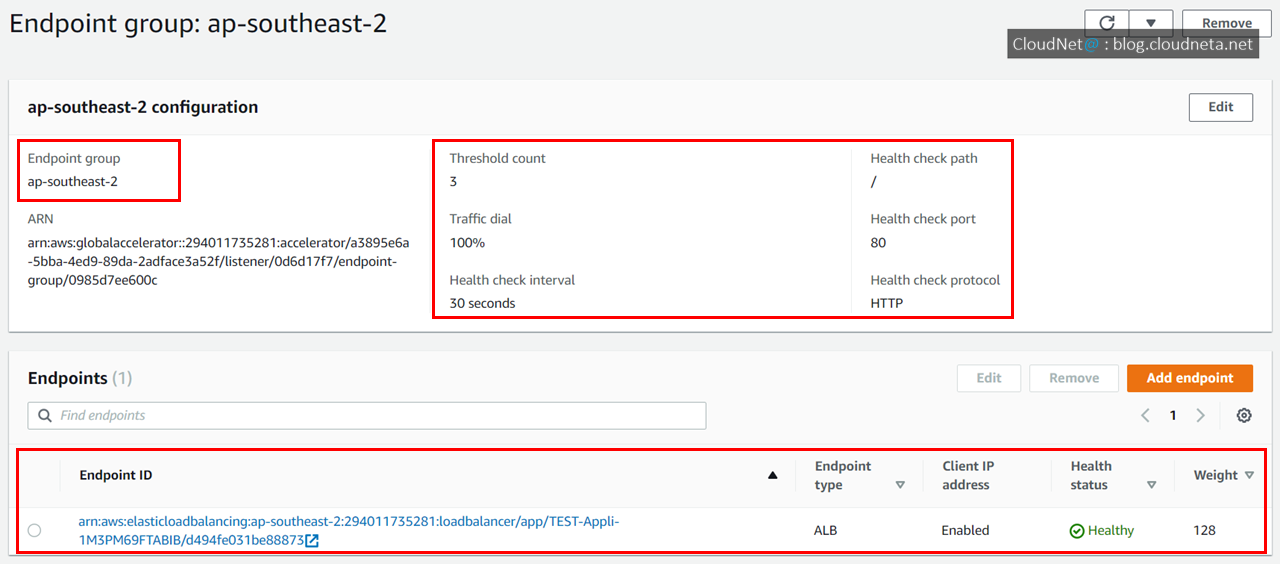 Endpoint group: ap-southeast-2
Remove
CloudNet@ : blog.cloudneta.net
ap-southeast-2 configuration
Edit
Endpoint group
ap-southeast-2
ARN
arn:aws:globalaccelerator::294011735281:accelerator/a3895e6a
-5bba-4ed9-89da-2adface3a52f/listener/0d6d17f7/endpoint-
group/0985d7ee600c
Threshold count
3
Traffic dial
100%
Health check interval
30 seconds
Health check path
/
Health check port
80
Health check protocol
HTTP
Endpoints (1)
Edit
Remove
Add endpoint
Find endpoints
1
Endpoint ID
Endpoint
type
Client IP
address
Health
status
Weight
arn:aws:elasticloadbalancing:ap-southeast-2:294011735281:loadbalancer/app/TEST-Appli-
1M3PM69FTABIB/d494fe031be88873
ALB
Enabled
Healthy
128